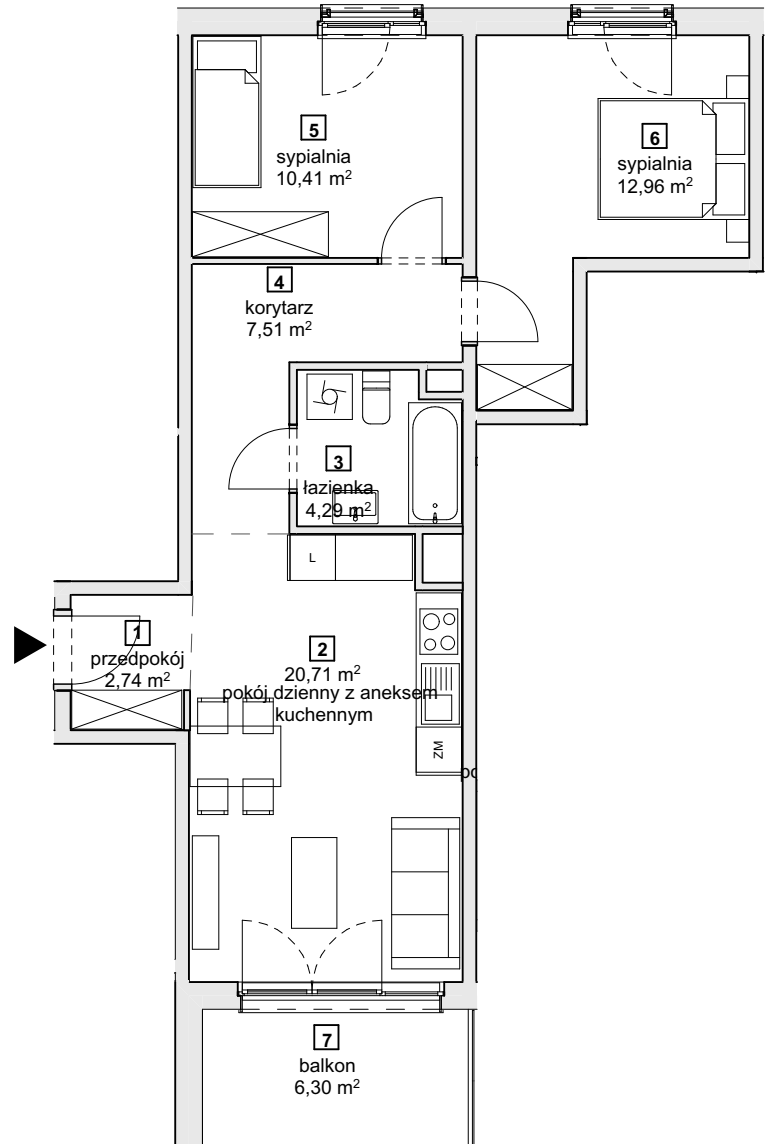 5
sypialnia
10,41 m²
6
sypialnia
12,96 m²
4
korytarz
7,51 m²
3
łazienka
4,29 m²
L
1
przedpokój
2,74 m²
2
20,71 m²
pokój dzienny z aneksem
kuchennym
ZM
7
balkon
6,30 m²